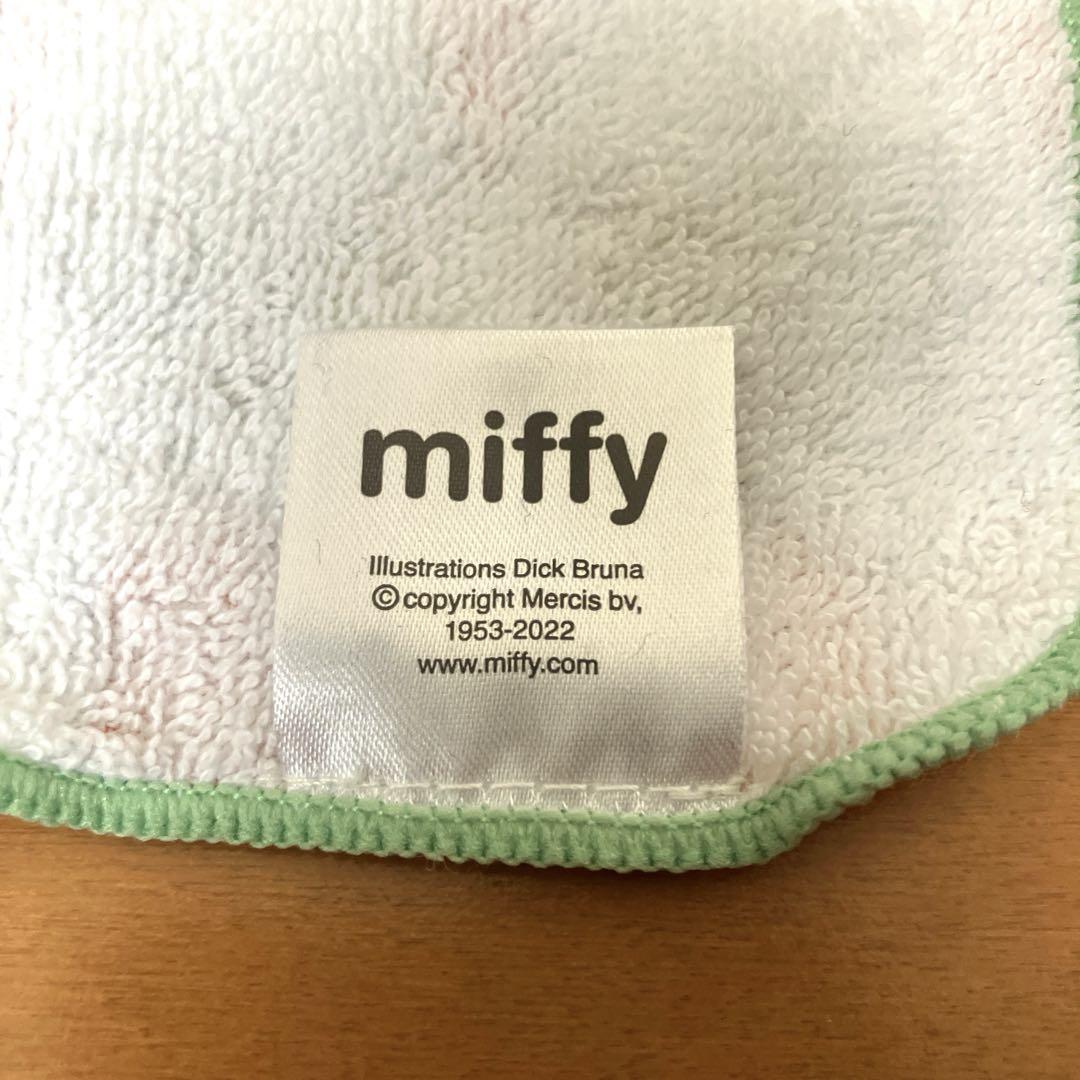 miffy
Illustrations Dick Bruna
© copyright Mercis bv,
1953-2022
www.miffy.com